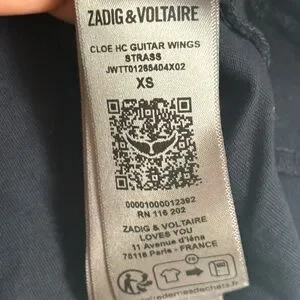 ZADIG & VOLTAIRE
CLOE HC GUITAR WINGS
STRASS
JWTT01265404X02
XS
00001000012392
RN 116 202
ZADIG & VOLTAIRE
LOVES YOU
11 Avenue d'Iéna
75116 Paris - FRANCE
FR